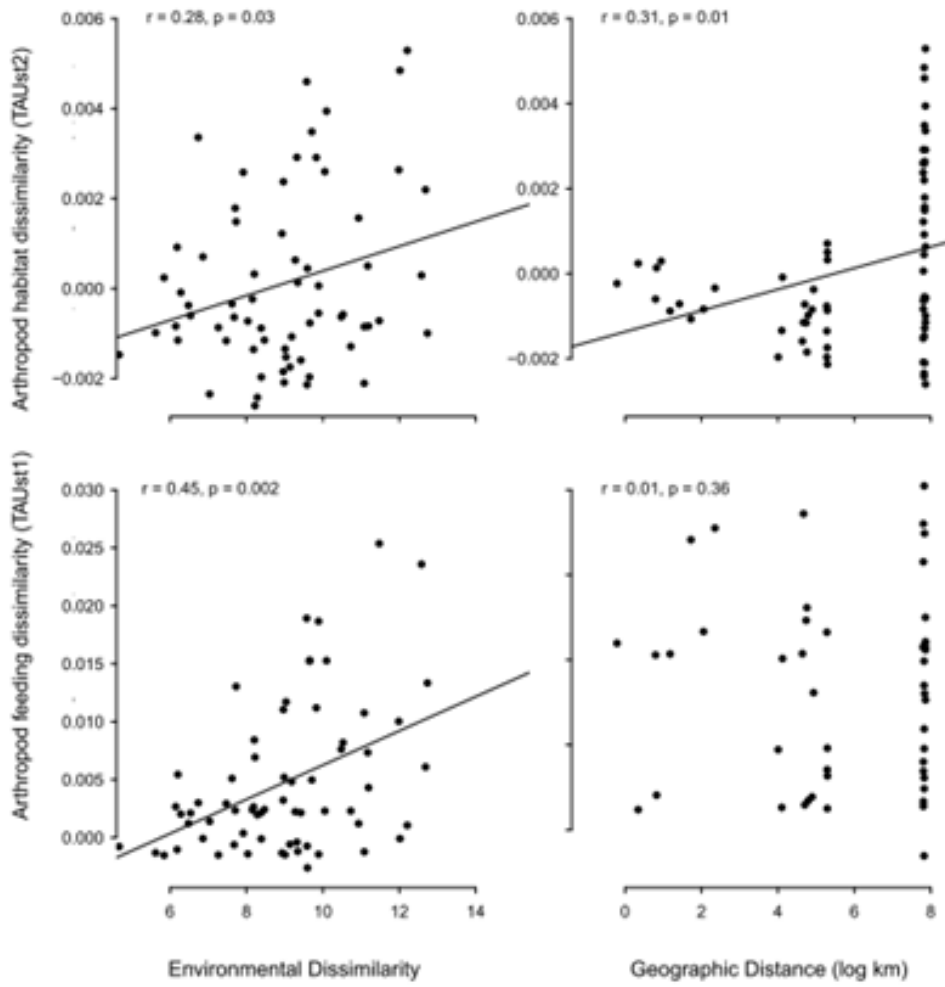 r = 0.28, p = 0.03
r = 0.31, p = 0.01
Arthropod habitat dissimilarity (TAUst2)
0.006
0.004
0.002
0.000
−0.002
0.006
0.004
0.002
0.000
−0.002
0 2 4 6 8
r = 0.45, p = 0.002
r = 0.01, p = 0.36
Arthropod feeding dissimilarity (TAUst1)
0.030
0.025
0.020
0.015
0.010
0.005
0.000
6 8 10 12 14
Environmental Dissimilarity
Geographic Distance (log km)